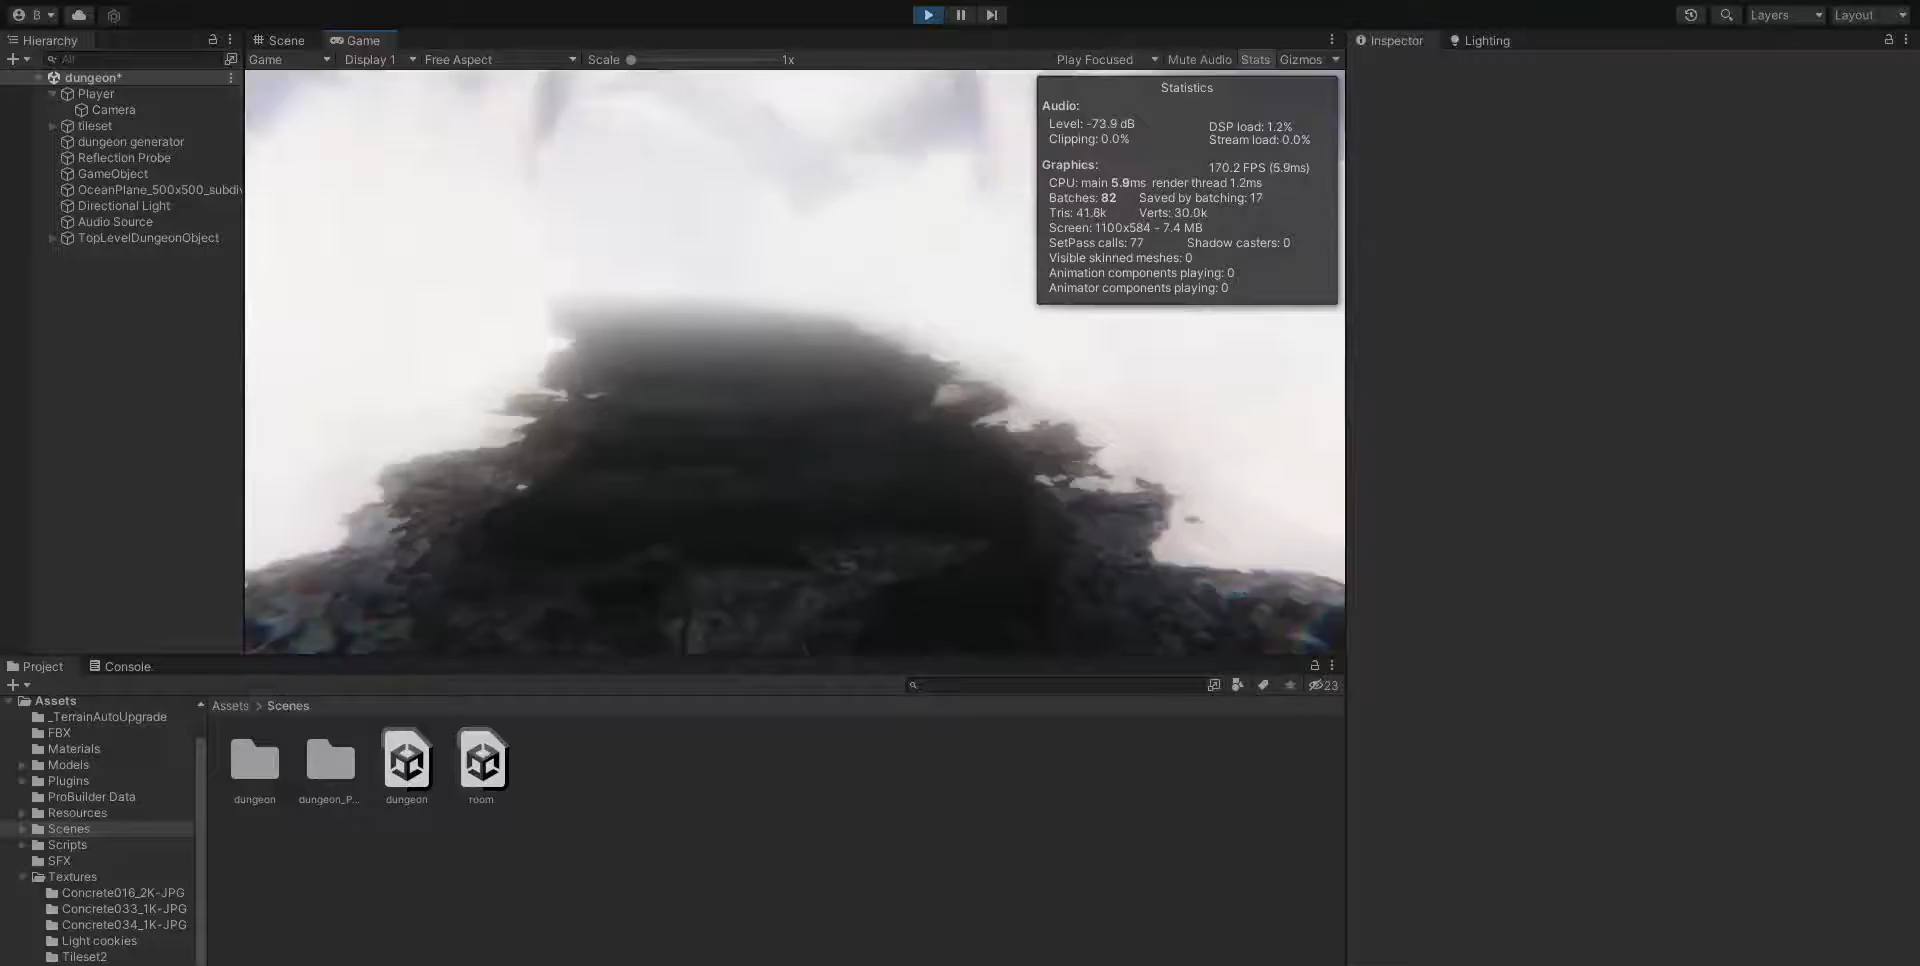 B
Layers
Layout
Hierarchy
Scene
Game
Inspector
Lighting
All
Game
Display 1
Free Aspect
Scale
1x
Play Focused
Mute Audio
Stats
Gizmos
dungeon*
Player
Camera
tileset
dungeon generator
Reflection Probe
GameObject
OceanPlane_500x500_subdiv
Directional Light
Audio Source
TopLevelDungeonObject
Statistics
Audio:
Level: -73.9 dB
DSP load: 1.2%
Clipping: 0.0%
Stream load: 0.0%
Graphics:
170.2 FPS (5.9ms)
CPU: main 5.9ms render thread 1.2ms
Batches: 82 Saved by batching: 17
Tris: 41.6k Verts: 30.0k
Screen: 1100x584 - 7.4 MB
SetPass calls: 77 Shadow casters: 0
Visible skinned meshes: 0
Animation components playing: 0
Animator components playing: 0
Project
Console
23
Assets
_TerrainAutoUpgrade
FBX
Materials
Models
Plugins
ProBuilder Data
Resources
Scenes
Scripts
SFX
Textures
Concrete016_2K-JPG
Concrete033_1K-JPG
Concrete034_1K-JPG
Light cookies
Tileset2
Assets > Scenes
dungeon
dungeon_P...
dungeon
room